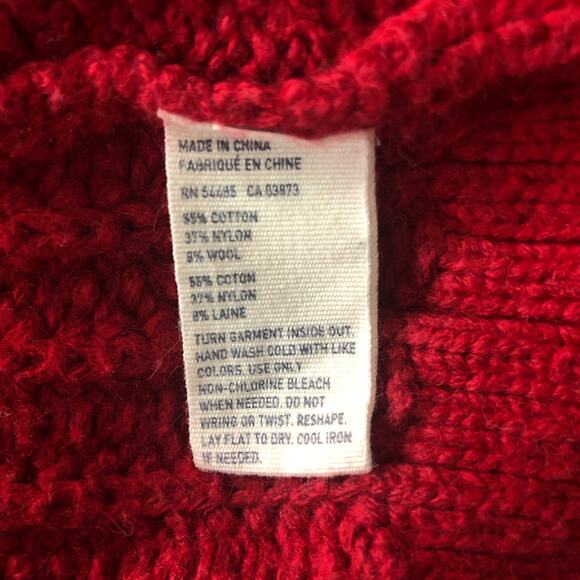 MADE IN CHINA
FABRIQUÉ EN CHINE
RN 54485 CA 03873
55% COTTON
37% NYLON
8% WOOL
55% COTON
37% NYLON
8% LAINE
TURN GARMENT INSIDE OUT.
HAND WASH COLD WITH LIKE
COLORS. USE ONLY
NON-CHLORINE BLEACH
WHEN NEEDED. DO NOT
WRING OR TWIST. RESHAPE.
LAY FLAT TO DRY. COOL IRON
IF NEEDED.